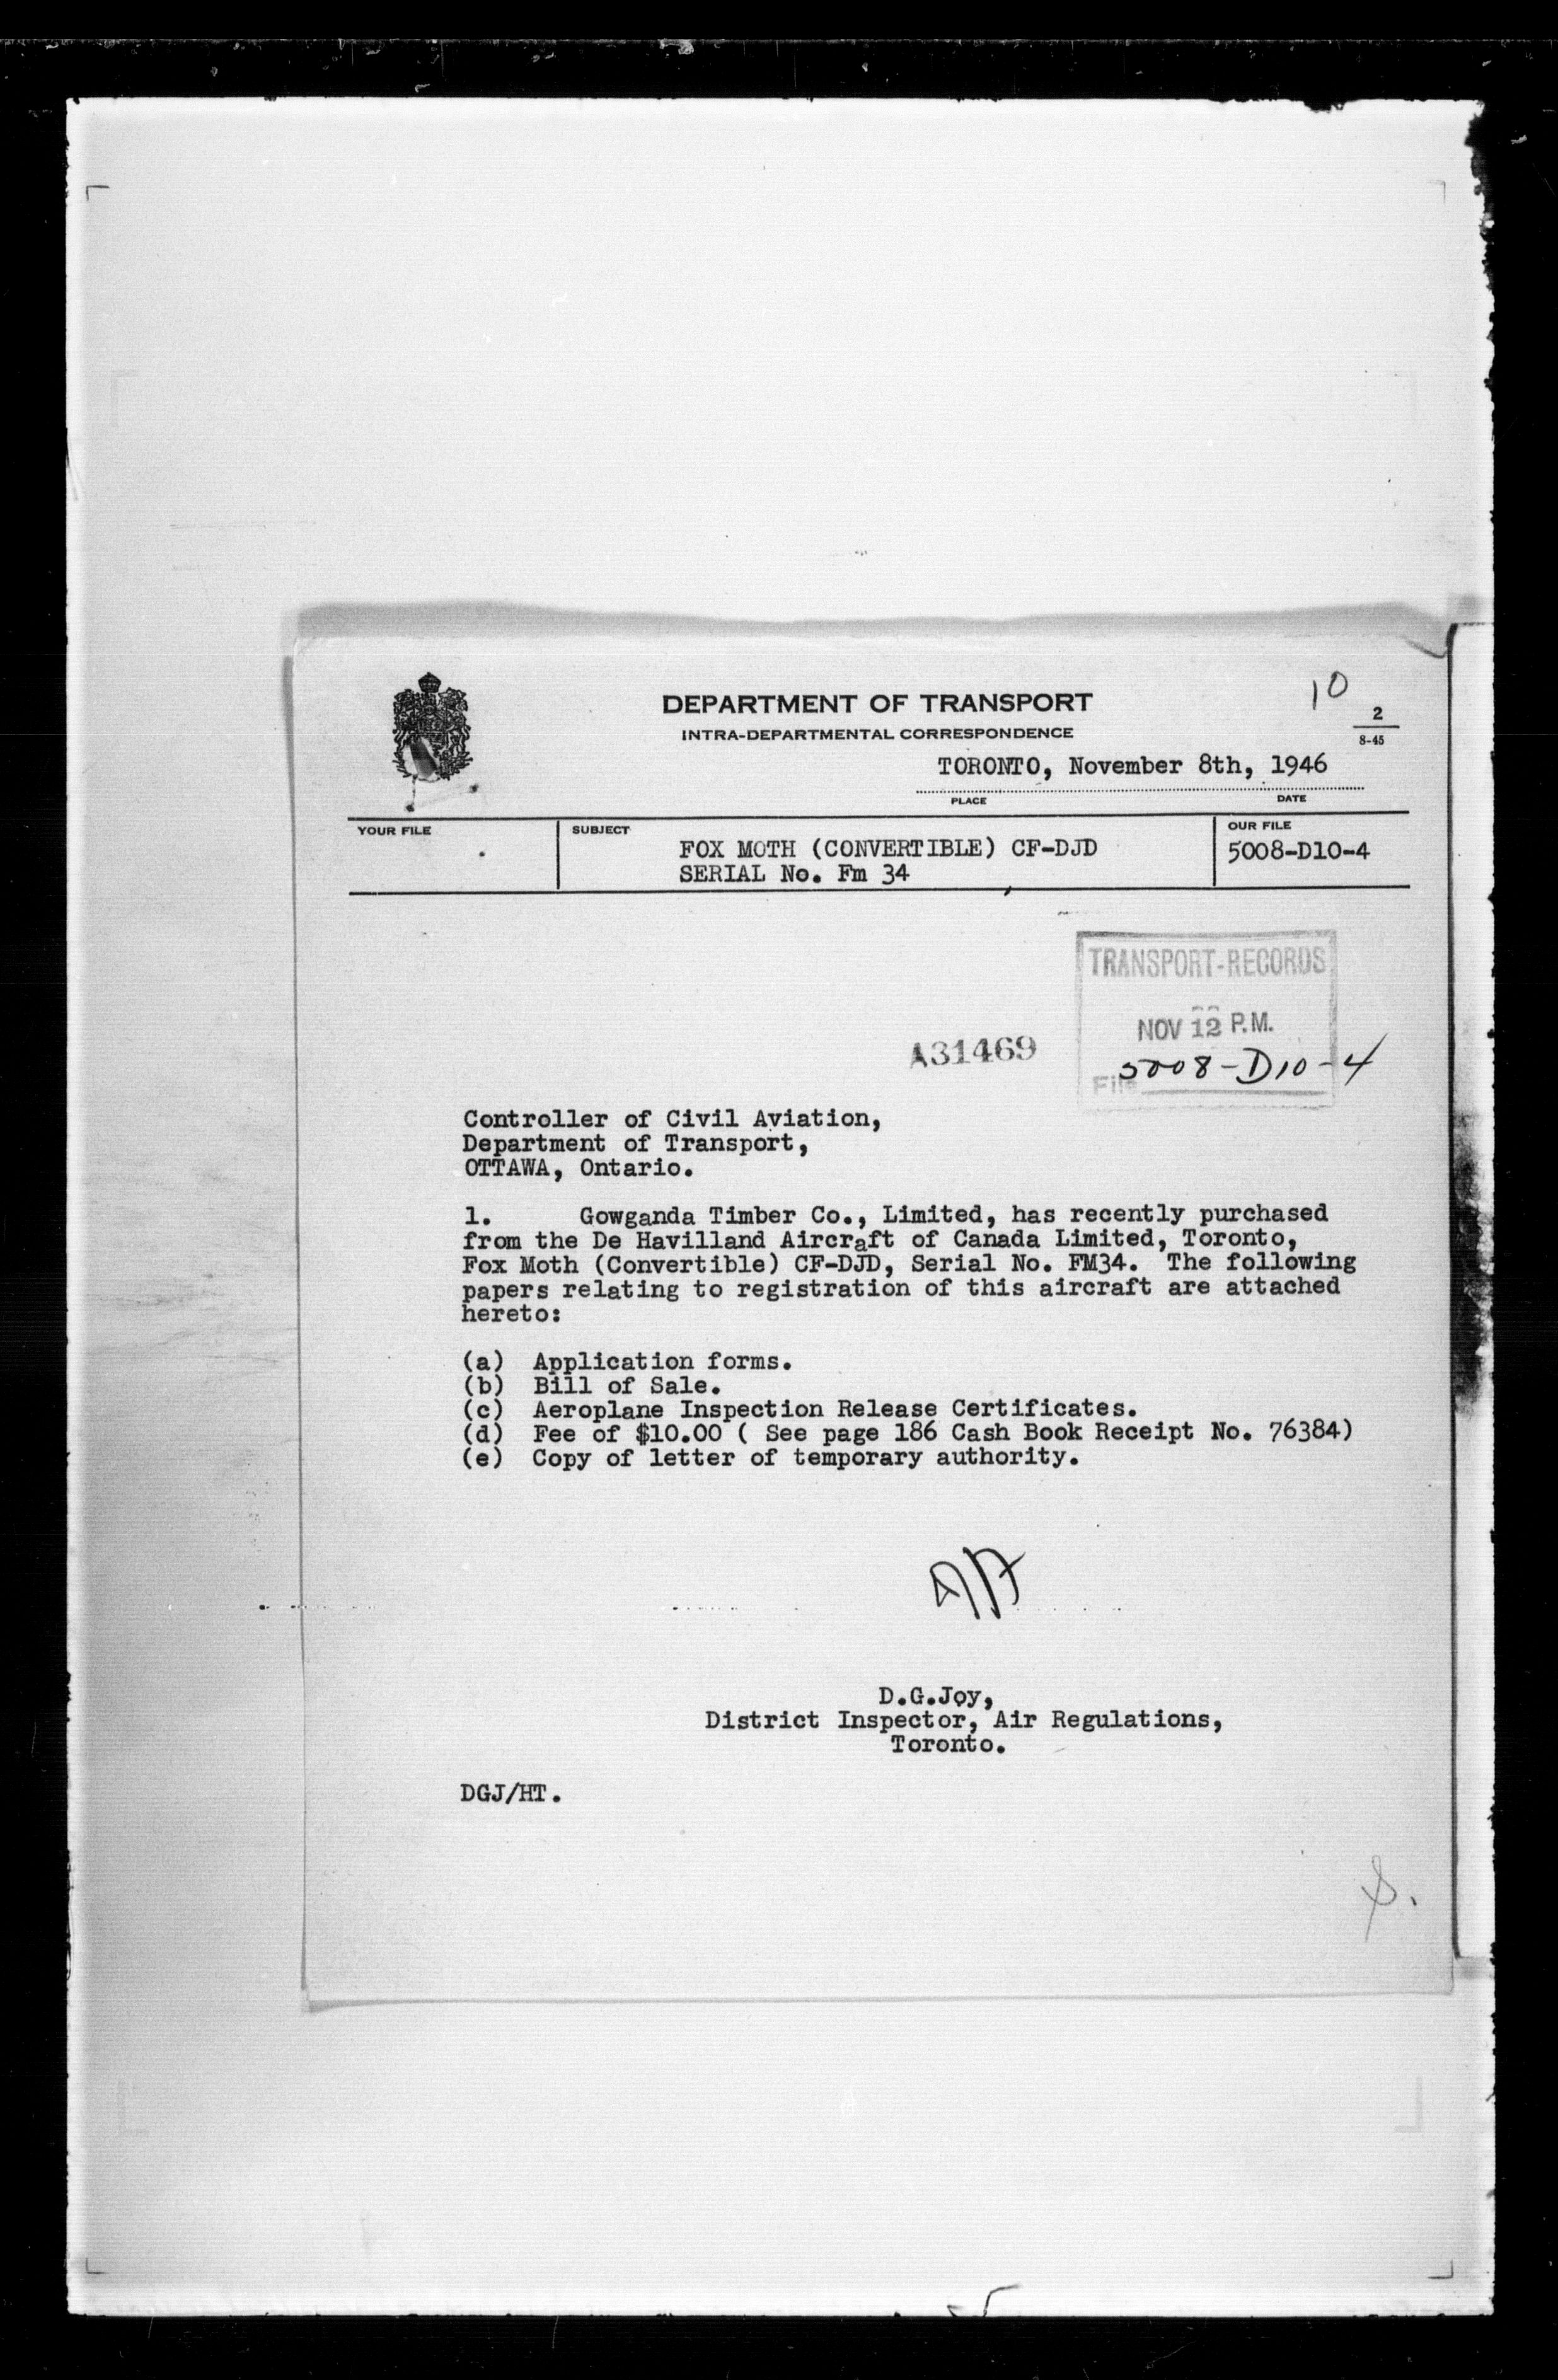 10
DEPARTMENT OF TRANSPORT
2
INTRA-DEPARTMENTAL CORRESPONDENCE
8-45
TORONTO, November 8th, 1946
PLACE DATE
YOUR FILE SUBJECT OUR FILE
FOX MOTH (CONVERTIBLE) CF-DJD 5008-D10-4
SERIAL No. Fm 34
TRANSPORT-RECORDS
NOV 12 P.M.
A31469
File 5008-D10-4
Controller of Civil Aviation,
Department of Transport,
OTTAWA, Ontario.
1. Gowganda Timber Co., Limited, has recently purchased
from the De Havilland Aircraft of Canada Limited, Toronto,
Fox Moth (Convertible) CF-DJD, Serial No. FM34. The following
papers relating to registration of this aircraft are attached
hereto:
(a) Application forms.
(b) Bill of Sale.
(c) Aeroplane Inspection Release Certificates.
(d) Fee of $10.00 ( See page 186 Cash Book Receipt No. 76384)
(e) Copy of letter of temporary authority.
D.G.Joy,
District Inspector, Air Regulations,
Toronto.
DGJ/HT.